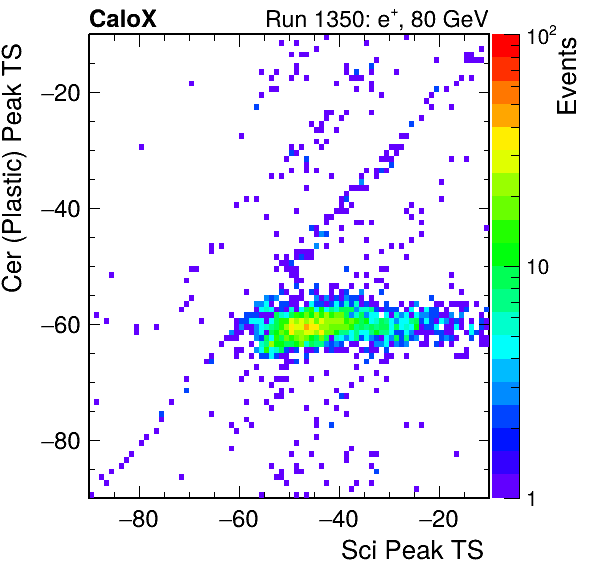 CaloX Run 1350: e⁺, 80 GeV
Cer (Plastic) Peak TS
−20
−40
−60
−80
−80 −60 −40 −20
Sci Peak TS
10²
10
1
Events